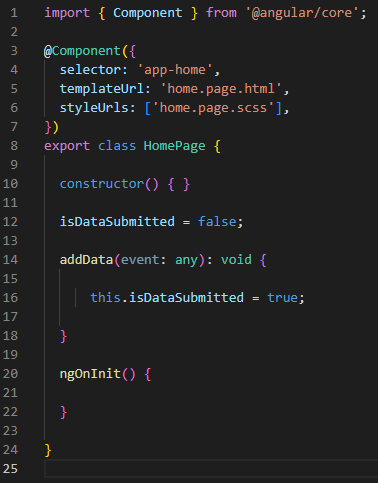 1 import { Component } from '@angular/core';
2
3 @Component({
4   selector: 'app-home',
5   templateUrl: 'home.page.html',
6   styleUrls: ['home.page.scss'],
7 })
8 export class HomePage {
9
10   constructor() { }
11
12   isDataSubmitted = false;
13
14   addData(event: any): void {
15
16       this.isDataSubmitted = true;
17
18   }
19
20   ngOnInit() {
21
22   }
23
24 }
25